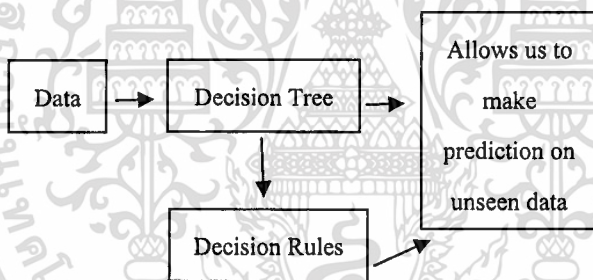 Data
Decision Tree
Allows us to
make
prediction on
unseen data
Decision Rules